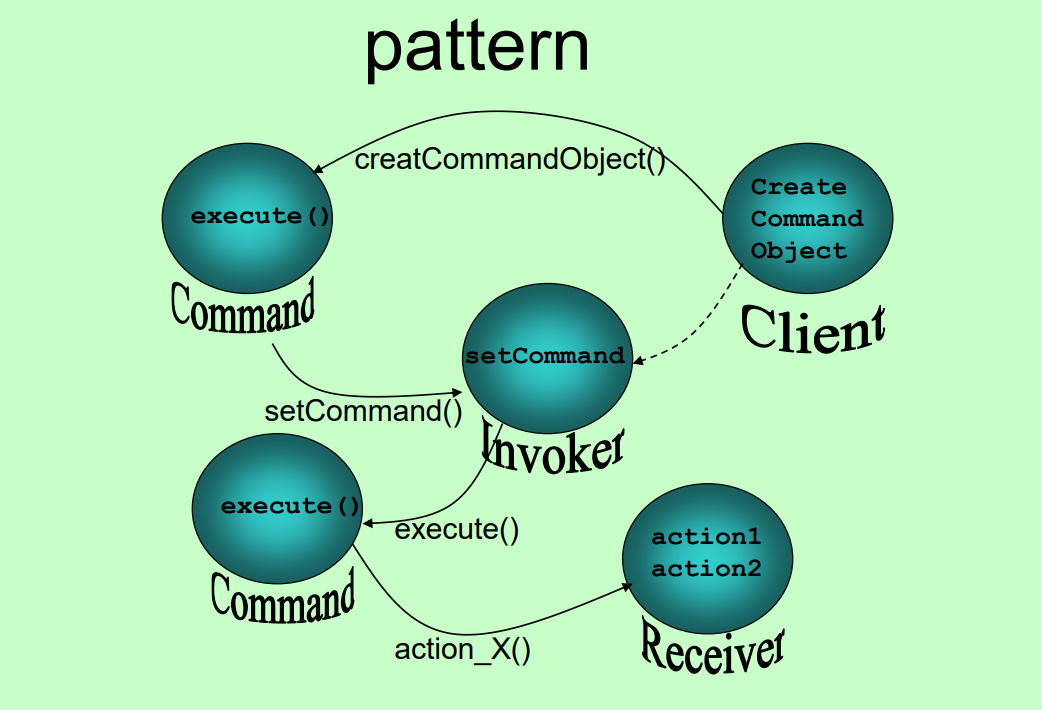 pattern
creatCommandObject()
execute()
Command
Create
Command
Object
Client
setCommand
Invoker
setCommand()
execute()
Command
execute()
action1
action2
Receiver
action_X()